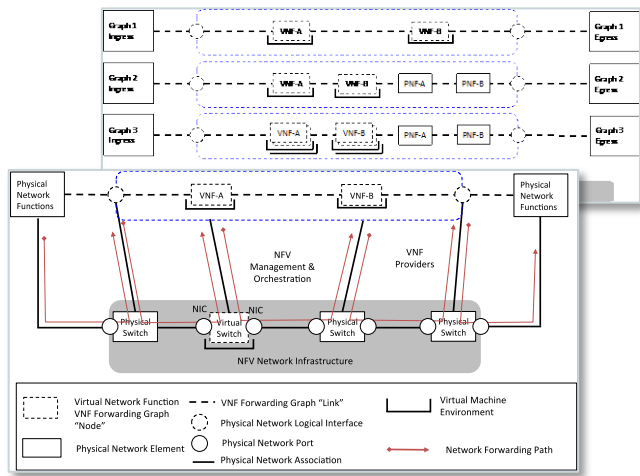 Graph 1 Ingress
VNF-A
VNF-B
Graph 1 Egress
Graph 2 Ingress
VNF-A
VNF-B
PNF-A
PNF-B
Graph 2 Egress
Graph 3 Ingress
VNF-A
VNF-B
PNF-A
PNF-B
Graph 3 Egress
Physical
Network
Functions
VNF-A
VNF-B
Physical
Network
Functions
NFV
Management &
Orchestration
VNF
Providers
NIC
NIC
Physical
Switch
Virtual
Switch
Physical
Switch
Physical
Switch
NFV Network Infrastructure
Virtual Network Function
VNF Forwarding Graph
“Node”
Physical Network Element
VNF Forwarding Graph “Link”
Physical Network Logical Interface
Physical Network Port
Physical Network Association
Virtual Machine
Environment
Network Forwarding Path